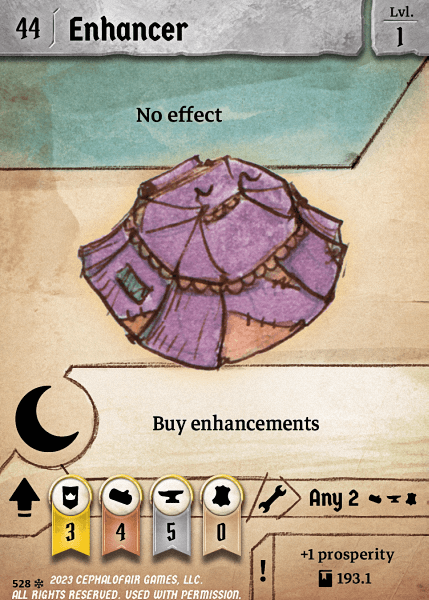 44 Enhancer
Lvl.
1
No effect
Buy enhancements
3 4 5 0
Any 2
! +1 prosperity
193.1
528 ✻ 2023 CEPHALOFAIR GAMES, LLC.
ALL RIGHTS RESERVED. USED WITH PERMISSION.